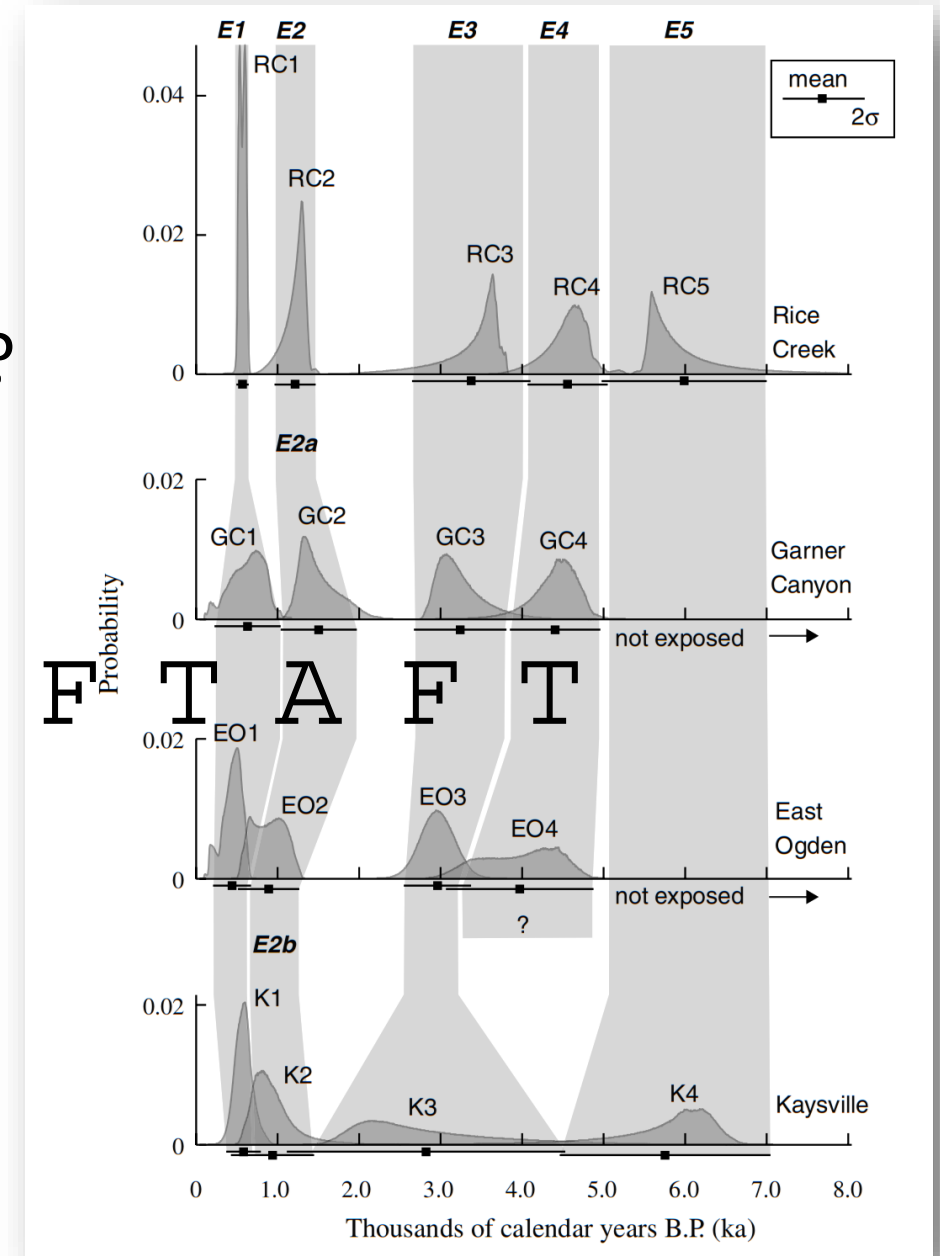 E1 E2 E3 E4 E5
RC1
mean
2σ
0.04
RC2
0.02
RC3
RC4 RC5
Rice
Creek
0
E2a
0.02
GC1 GC2 GC3 GC4
Garner
Canyon
0
not exposed
Probability
F T A F T
0.02
EO1
EO2 EO3
EO4
East
Ogden
0
not exposed
?
E2b
0.02
K1
K2
K3 K4
Kaysville
0
0 1.0 2.0 3.0 4.0 5.0 6.0 7.0 8.0
Thousands of calendar years B.P. (ka)